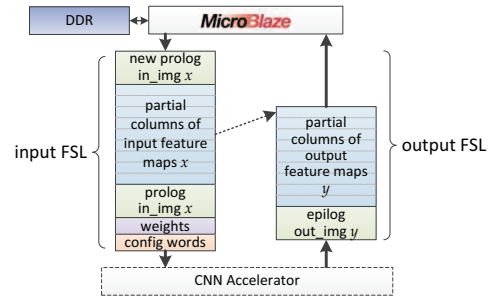 DDR
MicroBlaze
new prolog
in_img x
partial
columns of
input feature
maps x
prolog
in_img x
weights
config words
input FSL
partial
columns of
output
feature maps
y
epilog
out_img y
output FSL
CNN Accelerator